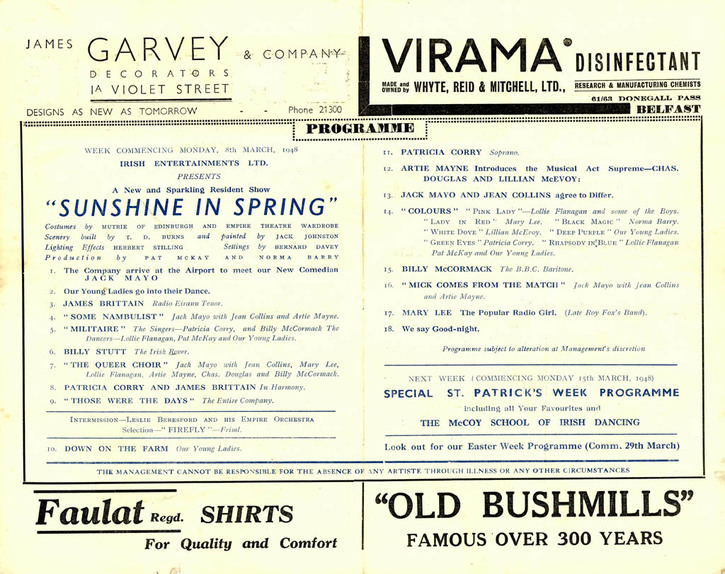 JAMES GARVEY & COMPANY
DECORATORS
1A VIOLET STREET
DESIGNS AS NEW AS TOMORROW - - Phone 21300
VIRAMA DISINFECTANT
MADE and OWNED by WHYTE, REID & MITCHELL, LTD., RESEARCH & MANUFACTURING CHEMISTS
61/63 DONEGALL PASS
BELFAST
PROGRAMME
WEEK COMMENCING MONDAY, 8th MARCH, 1948
IRISH ENTERTAINMENTS LTD.
PRESENTS
A New and Sparkling Resident Show
"SUNSHINE IN SPRING"
Costumes by MUTRIE OF EDINBURGH AND EMPIRE THEATRE WARDROBE
Scenery built by T. D. BURNS and painted by JACK JOHNSTON
Lighting Effects HERBERT STILLING Settings by BERNARD DAVEY
Production by PAT McKAY AND NORMA BARRY
1. The Company arrive at the Airport to meet our New Comedian
JACK MAYO
2. Our Young Ladies go into their Dance.
3. JAMES BRITTAIN Radio Eireann Tenor.
4. "SOME NAMBULIST" Jack Mayo with Jean Collins and Artie Mayne.
5. "MILITAIRE" The Singers—Patricia Corry, and Billy McCormack The
Dancers—Lollie Flanagan, Pat McKay and Our Young Ladies.
6. BILLY STUTT The Irish Rover.
7. "THE QUEER CHOIR" Jack Mayo with Jean Collins, Mary Lee,
Lollie Flanagan, Artie Mayne, Chas. Douglas and Billy McCormack.
8. PATRICIA CORRY AND JAMES BRITTAIN In Harmony.
9. "THOSE WERE THE DAYS" The Entire Company.
INTERMISSION—LESLIE BERESFORD AND HIS EMPIRE ORCHESTRA
Selection—" FIREFLY "—Friml.
10. DOWN ON THE FARM Our Young Ladies.
11. PATRICIA CORRY Soprano.
12. ARTIE MAYNE Introduces the Musical Act Supreme—CHAS.
DOUGLAS AND LILLIAN McEVOY:
13. JACK MAYO AND JEAN COLLINS agree to Differ.
14. "COLOURS" "PINK LADY"—Lollie Flanagan and some of the Boys.
"LADY IN RED" Mary Lee. "BLACK MAGIC" Norma Barry.
"WHITE DOVE" Lillian McEvoy. "DEEP PURPLE" Our Young Ladies.
"GREEN EYES" Patricia Corry. "RHAPSODY IN BLUE" Lollie Flanagan
Pat McKay and Our Young Ladies.
15. BILLY McCORMACK The B.B.C. Baritone.
16. "MICK COMES FROM THE MATCH" Jack Mayo with Jean Collins
and Artie Mayne.
17. MARY LEE The Popular Radio Girl. (Late Roy Fox's Band).
18. We say Good-night.
Programme subject to alteration at Management's discretion
NEXT WEEK (COMMENCING MONDAY 15th MARCH, 1948)
SPECIAL ST. PATRICK'S WEEK PROGRAMME
including all Your Favourites and
THE McCOY SCHOOL OF IRISH DANCING
Look out for our Easter Week Programme (Comm. 29th March)
THE MANAGEMENT CANNOT BE RESPONSIBLE FOR THE ABSENCE OF ANY ARTISTE THROUGH ILLNESS OR ANY OTHER CIRCUMSTANCES
Faulat Regd. SHIRTS
For Quality and Comfort
"OLD BUSHMILLS"
FAMOUS OVER 300 YEARS